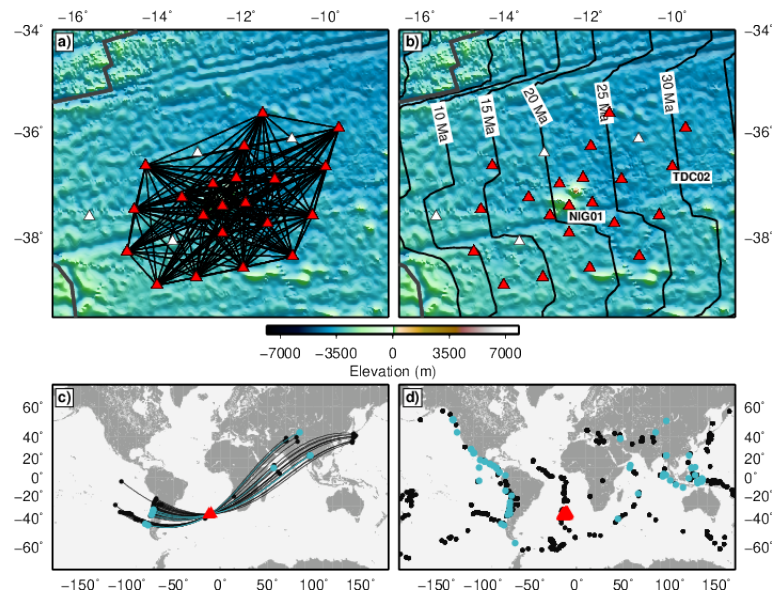 −16° −14° −12° −10° −16° −14° −12° −10°
−34° a) b) −34°
10 Ma 15 Ma 20 Ma 25 Ma 30 Ma
−36° −36°
TDC02
NIG01
−38° −38°
−7000 −3500 0 3500 7000
Elevation (m)
c) d)
60° 60°
40° 40°
20° 20°
0° 0°
−20° −20°
−40° −40°
−60° −60°
−150° −100° −50° 0° 50° 100° 150° −150° −100° −50° 0° 50° 100° 150°